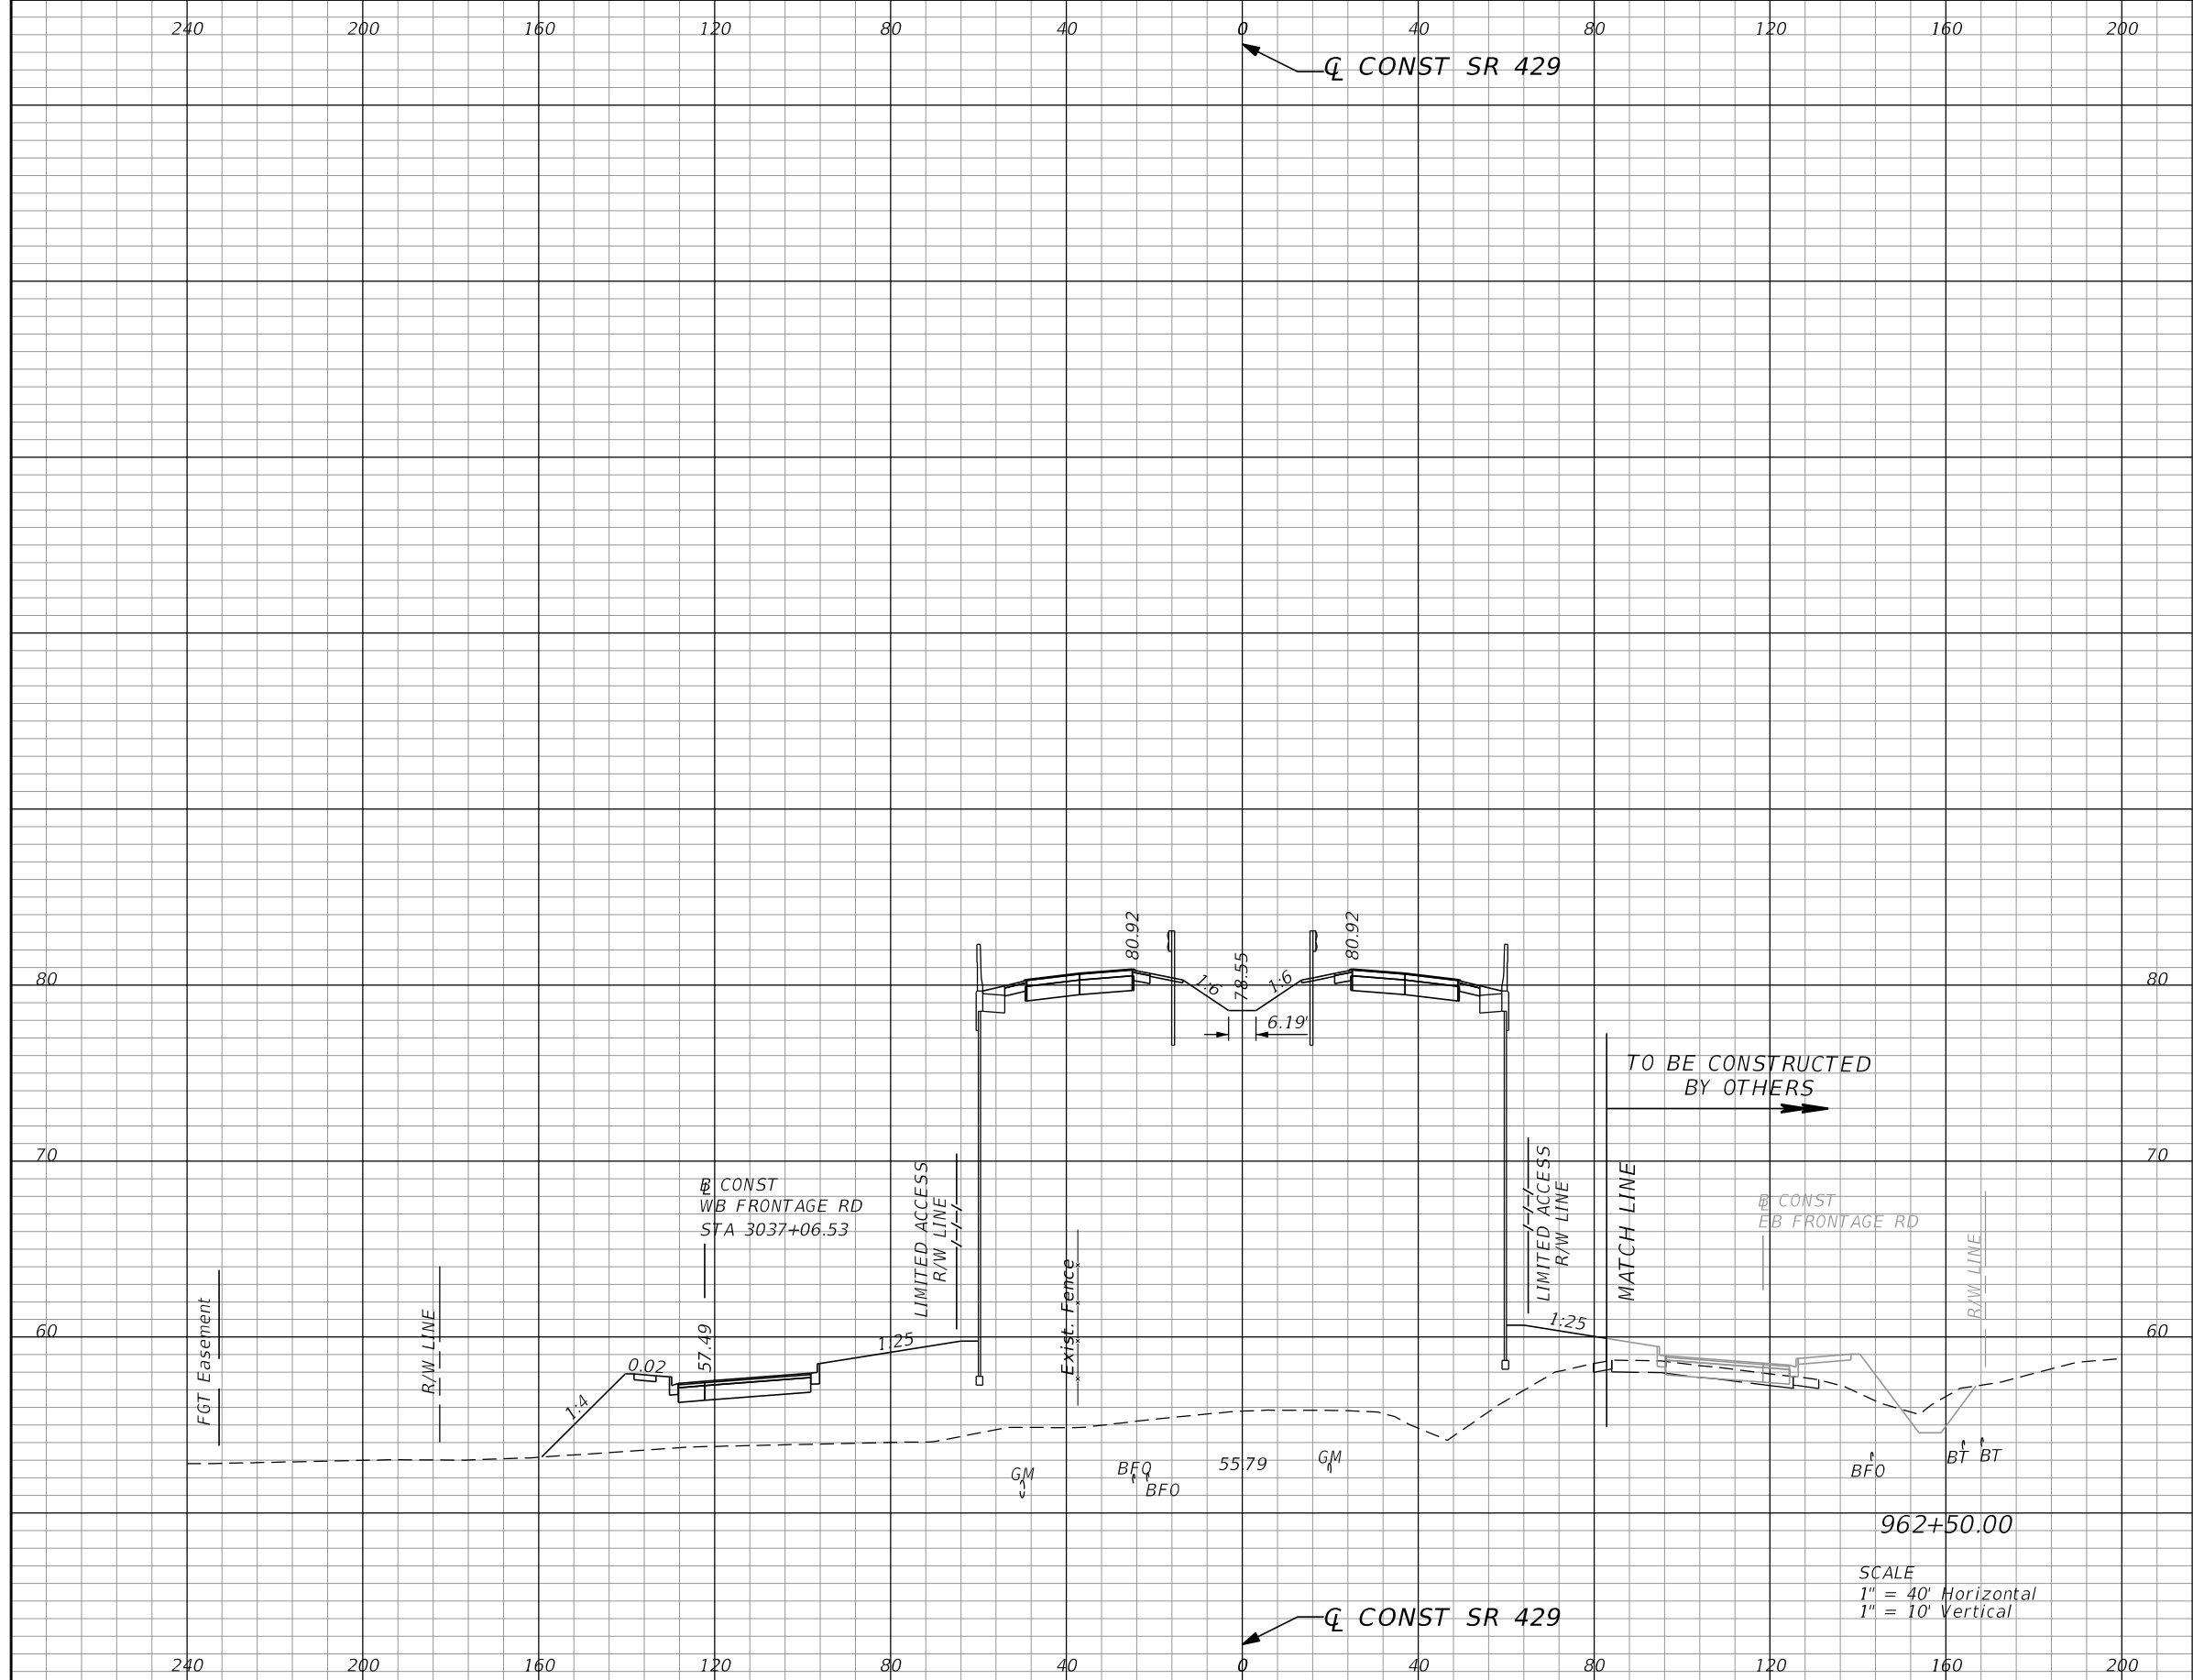 240 200 160 120 80 40 0 40 80 120 160 200
℄ CONST SR 429
80.92
78.55
80.92
80
1:6
1:6
80
6.19'
TO BE CONSTRUCTED
BY OTHERS
70
70
℄ CONST
WB FRONTAGE RD
STA 3037+06.53
LIMITED ACCESS
R/W LINE
LIMITED ACCESS
R/W LINE
MATCH LINE
B CONST
EB FRONTAGE RD
R/W LINE
FGT Easement
R/W LINE
Exist. Fence
60
60
57.49
1:25
1:25
0.02
1:4
GM
BFO
BFO
55.79
GM
BFO
BT
BT
962+50.00
SCALE
1" = 40' Horizontal
1" = 10' Vertical
℄ CONST SR 429
240 200 160 120 80 40 0 40 80 120 160 200